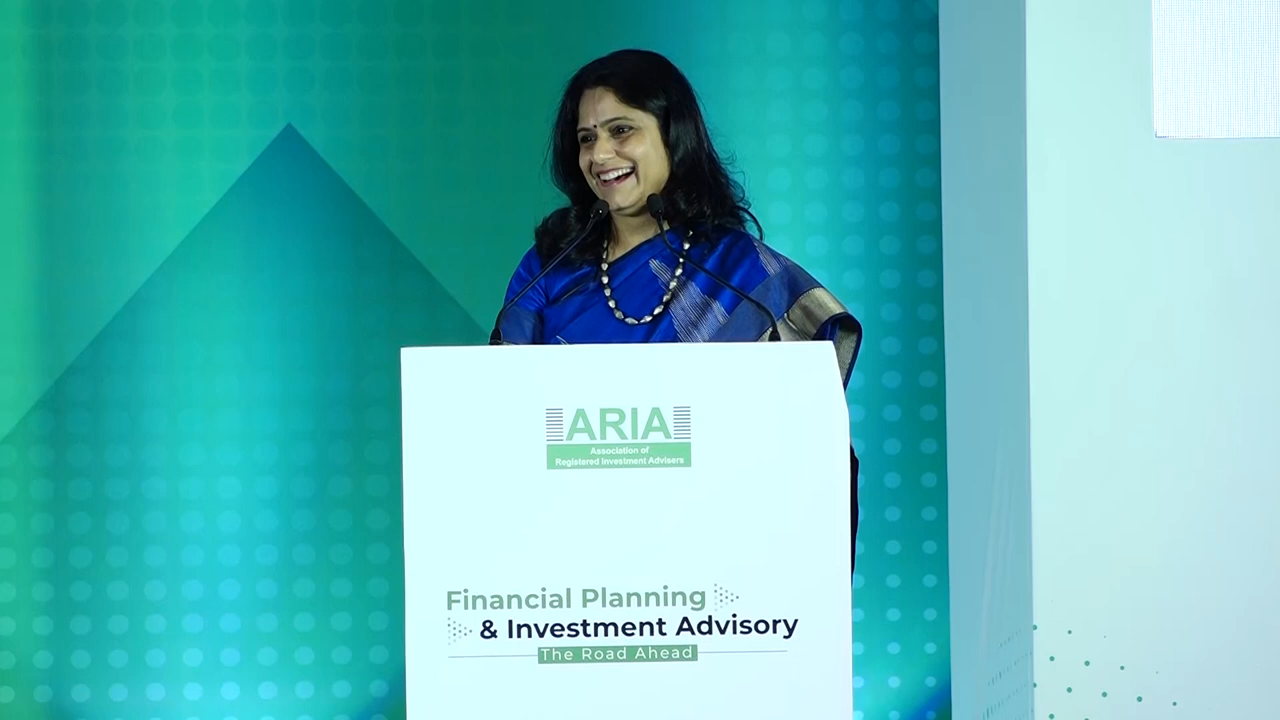 ARIA
Association of
Registered Investment Advisers
Financial Planning
& Investment Advisory
The Road Ahead